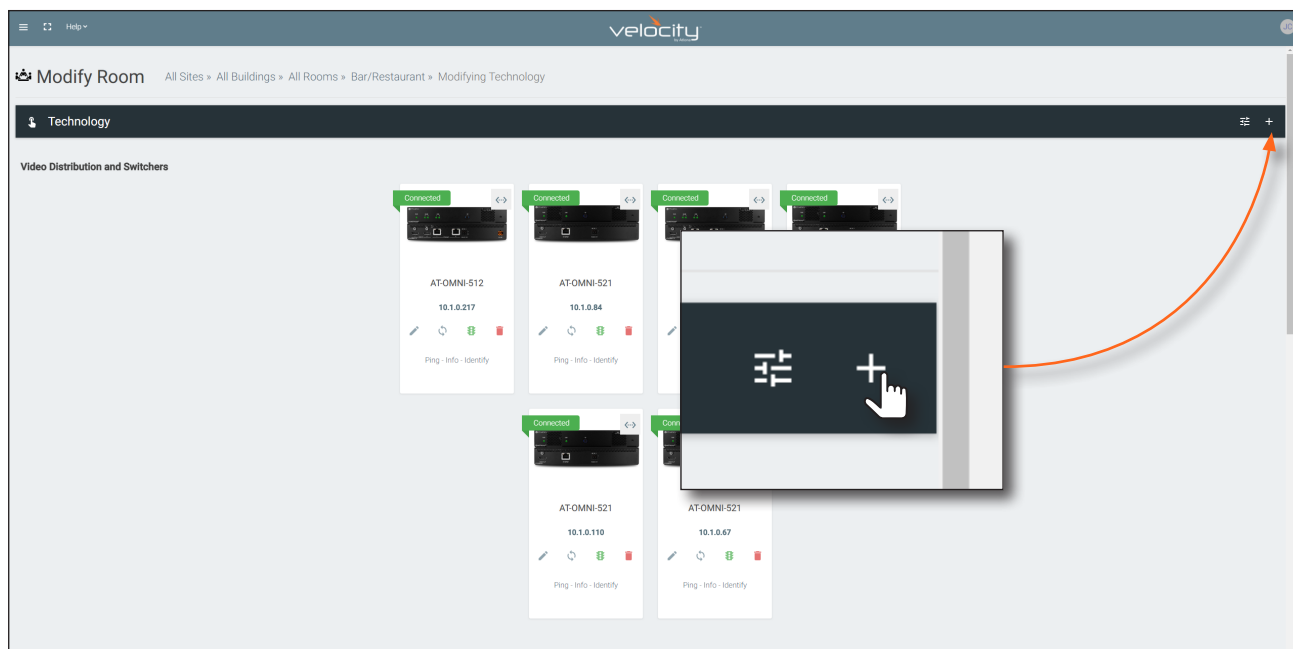 Help
velocity
JC
Modify Room
All Sites » All Buildings » All Rooms » Bar/Restaurant » Modifying Technology
Technology
Video Distribution and Switchers
Connected Connected Connected Connected
AT-OMNI-512 AT-OMNI-521
10.1.0.217 10.1.0.84
Ping - Info - Identify Ping - Info - Identify
Connected Conn
AT-OMNI-521 AT-OMNI-521
10.1.0.110 10.1.0.67
Ping - Info - Identify Ping - Info - Identify